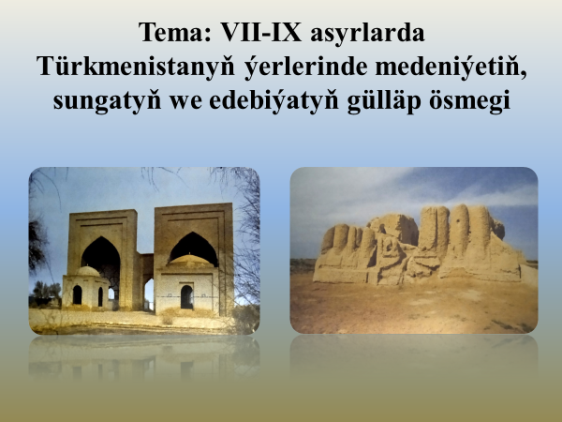 Tema: VII-IX asyrlarda
Türkmenistanyň ýerlerinde medeniýetiň,
sungatyň we edebiýatyň gülläp ösmegi